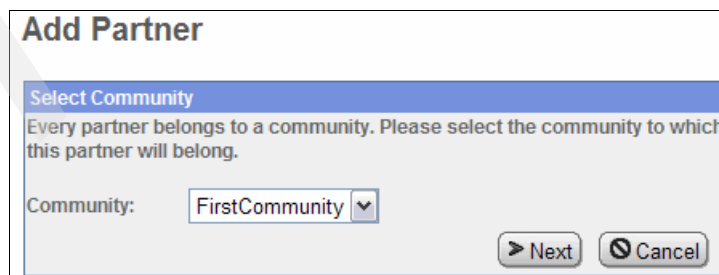 Add Partner
Select Community
Every partner belongs to a community. Please select the community to which
this partner will belong.
Community: FirstCommunity
Next Cancel